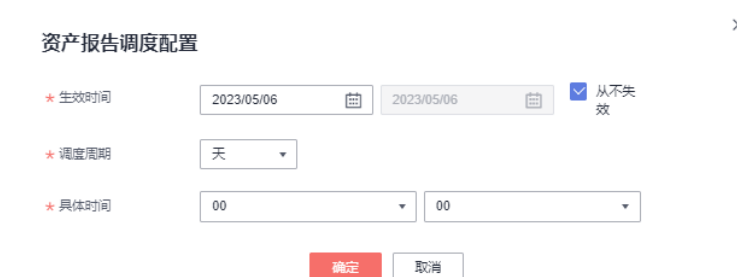 资产报告调度配置
* 生效时间 2023/05/06 2023/05/06 从不失
效
* 调度周期 天
* 具体时间 00 00
确定 取消